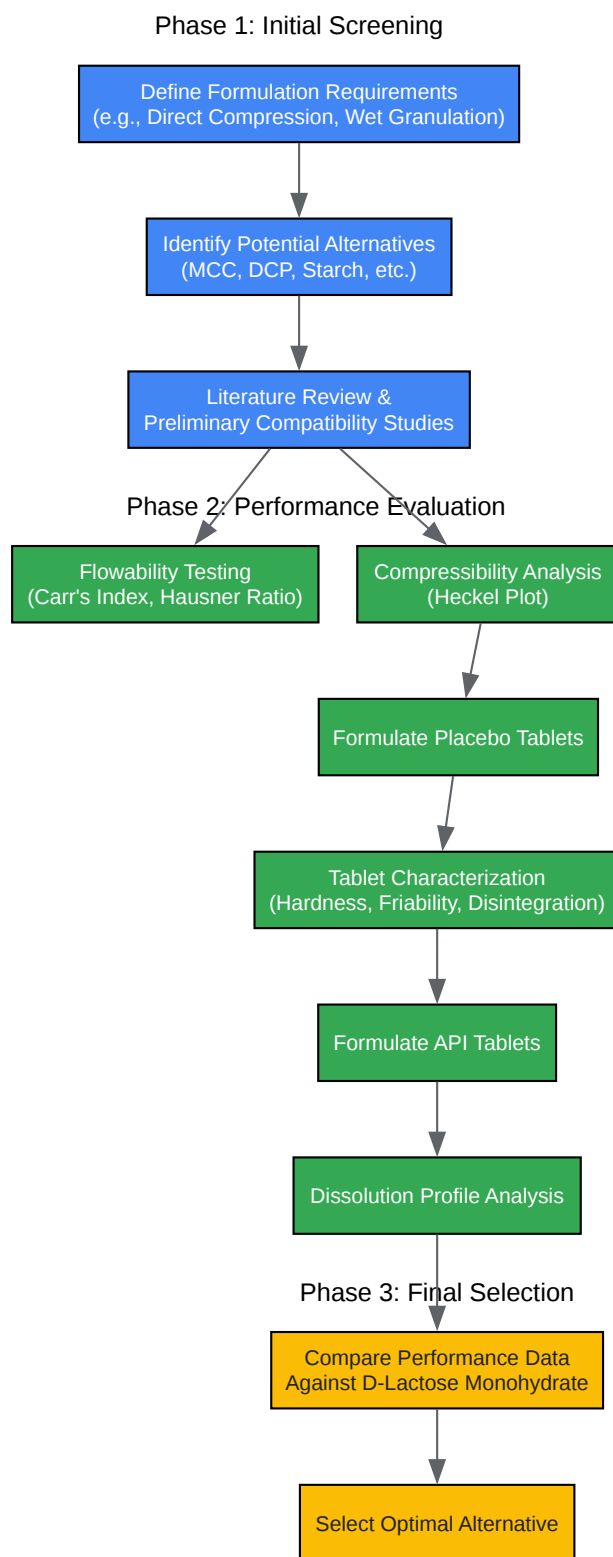 Phase 1: Initial Screening
Define Formulation Requirements
(e.g., Direct Compression, Wet Granulation)
Identify Potential Alternatives
(MCC, DCP, Starch, etc.)
Literature Review &
Preliminary Compatibility Studies
Phase 2: Performance Evaluation
Flowability Testing
(Carr's Index, Hausner Ratio)
Compressibility Analysis
(Heckel Plot)
Formulate Placebo Tablets
Tablet Characterization
(Hardness, Friability, Disintegration)
Formulate API Tablets
Dissolution Profile Analysis
Phase 3: Final Selection
Compare Performance Data
Against D-Lactose Monohydrate
Select Optimal Alternative